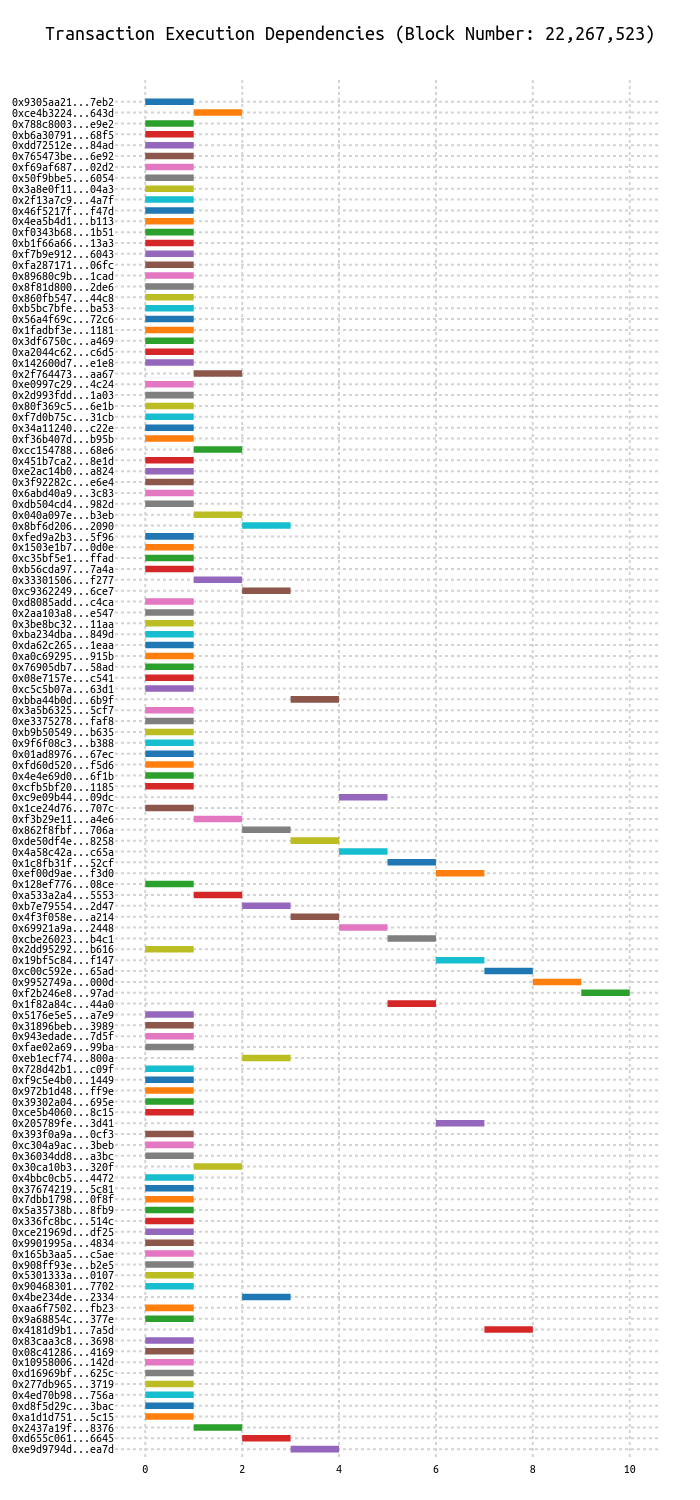 Transaction Execution Dependencies (Block Number: 22,267,523)
0x9305aa21...7eb2
0xce4b3224...643d
0x788c8003...e9e2
0xb6a30791...68f5
0xdd72512e...84ad
0x765473be...6e92
0xf69af687...02d2
0x50f9bbe5...6054
0x3a8e0f11...04a3
0x2f13a7c9...4a7f
0x46f5217f...f47d
0x4ea5b4d1...b113
0xf0343b68...1b51
0xb1f66a66...13a3
0xf7b9e912...6043
0xfa287171...06fc
0x89680c9b...1cad
0x8f81d800...2de6
0x860fb547...44c8
0xb5bc7bfe...ba53
0x56a4f69c...72c6
0x1fadbf3e...1181
0x3df6750c...a469
0xa2044c62...c6d5
0x142600d7...e1e8
0x2f764473...aa67
0xe0997c29...4c24
0x2d993fdd...1a03
0x80f369c5...6e1b
0xf7d0b75c...31cb
0x34a11240...c22e
0xf36b407d...b95b
0xcc154788...68e6
0x451b7ca2...8e1d
0xe2ac14b0...a824
0x3f92282c...e6e4
0x6abd40a9...3c83
0xdb504cd4...982d
0x040a097e...b3eb
0x8bf6d206...2090
0xfed9a2b3...5f96
0x1503e1b7...0d0e
0xc35bf5e1...ffad
0xb56cda97...7a4a
0x33301506...f277
0xc9362249...6ce7
0xd8085add...c4ca
0x2aa103a8...e547
0x3be8bc32...11aa
0xba234dba...849d
0xda62c265...1eaa
0xa0c69295...915b
0x76905db7...58ad
0x08e7157e...c541
0xc5c5b07a...63d1
0xbba44b0d...6b9f
0x3a5b6325...5cf7
0xe3375278...faf8
0xb9b50549...b635
0x9f6f08c3...b388
0x01ad8976...67ec
0xfd60d520...f5d6
0x4e4e69d0...6f1b
0xcfb5bf20...1185
0xc9e09b44...09dc
0x1ce24d76...707c
0xf3b29e11...a4e6
0x862f8fbf...706a
0xde50df4e...8258
0x4a58c42a...c65a
0x1c8fb31f...52cf
0xef00d9ae...f3d0
0x128ef776...08ce
0xa533a2a4...5553
0xb7e79554...2d47
0x4f3f058e...a214
0x69921a9a...2448
0xcbe26023...b4c1
0x2dd95292...b616
0x19bf5c84...f147
0xc00c592e...65ad
0x9952749a...000d
0xf2b246e8...97ad
0x1f82a84c...44a0
0x5176e5e5...a7e9
0x31896beb...3989
0x943edade...7d5f
0xfae02a69...99ba
0xeb1ecf74...800a
0x728d42b1...c09f
0xf9c5e4b0...1449
0x972b1d48...ff9e
0x39302a04...695e
0xce5b4060...8c15
0x205789fe...3d41
0x393f0a9a...0cf3
0xc304a9ac...3beb
0x36034dd8...a3bc
0x30ca10b3...320f
0x4bbc0cb5...4472
0x37674219...5c81
0x7dbb1798...0f8f
0x5a35738b...8fb9
0x336fc8bc...514c
0xce21969d...df25
0x9901995a...4834
0x165b3aa5...c5ae
0x908ff93e...b2e5
0x5301333a...0107
0x90468301...7702
0x4be234de...2334
0xaa6f7502...fb23
0x9a68854c...377e
0x4181d9b1...7a5d
0x83caa3c8...3698
0x08c41286...4169
0x10958006...142d
0xd16969bf...625c
0x277db965...3719
0x4ed70b98...756a
0xd8f5d29c...3bac
0xa1d1d751...5c15
0x2437a19f...8376
0xd655c061...6645
0xe9d9794d...ea7d
0 2 4 6 8 10